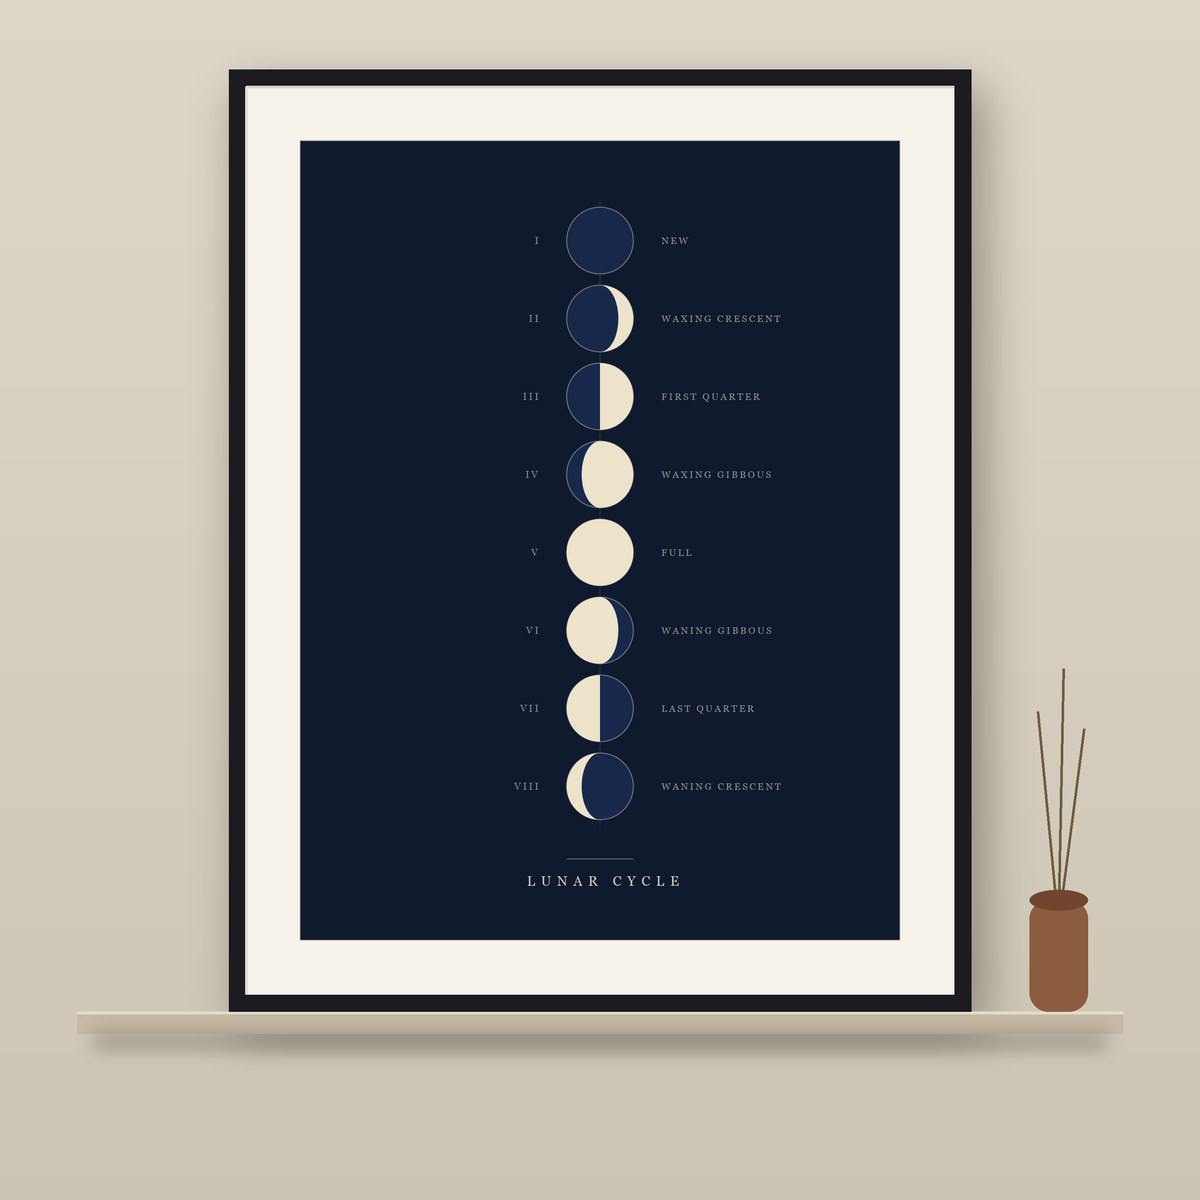 I NEW
II WAXING CRESCENT
III FIRST QUARTER
IV WAXING GIBBOUS
V FULL
VI WANING GIBBOUS
VII LAST QUARTER
VIII WANING CRESCENT
LUNAR CYCLE